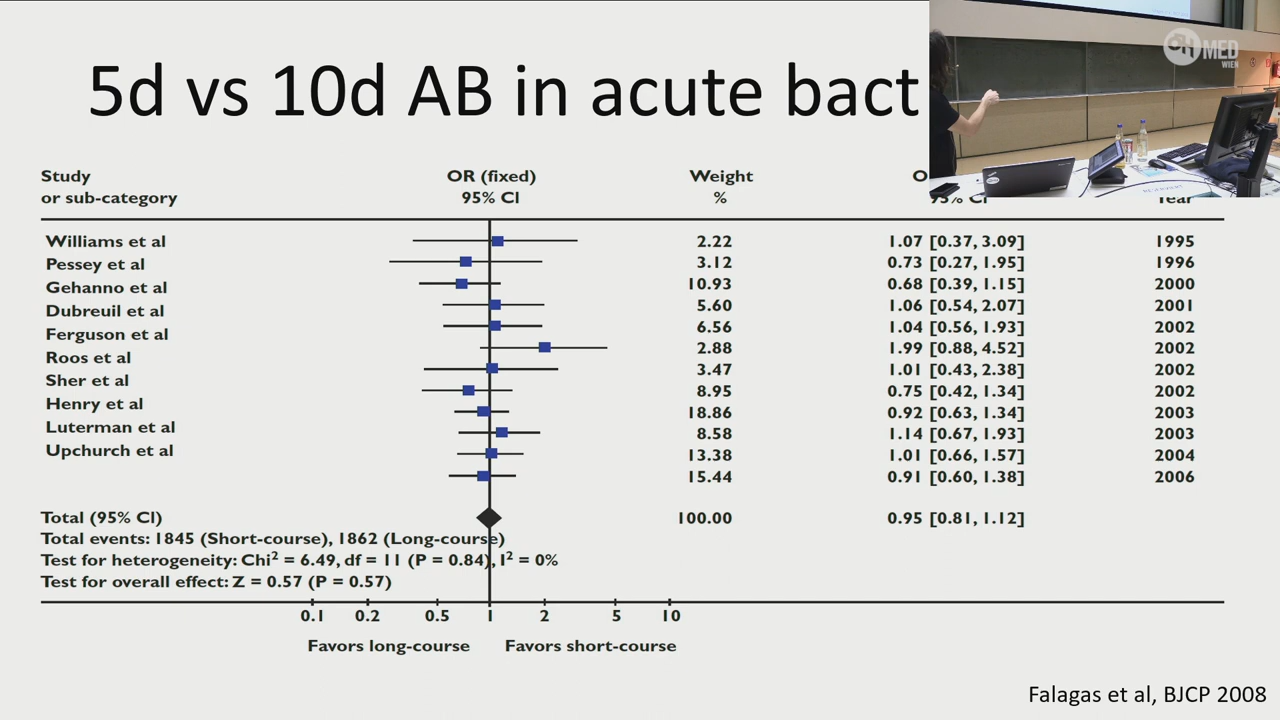 5d vs 10d AB in acute bact
MED
WIEN
Study OR (fixed) Weight
or sub-category 95% CI % 95% CI Year
Williams et al 2.22 1.07 [0.37, 3.09] 1995
Pessey et al 3.12 0.73 [0.27, 1.95] 1996
Gehanno et al 10.93 0.68 [0.39, 1.15] 2000
Dubreuil et al 5.60 1.06 [0.54, 2.07] 2001
Ferguson et al 6.56 1.04 [0.56, 1.93] 2002
Roos et al 2.88 1.99 [0.88, 4.52] 2002
Sher et al 3.47 1.01 [0.43, 2.38] 2002
Henry et al 8.95 0.75 [0.42, 1.34] 2002
Luterman et al 18.86 0.92 [0.63, 1.34] 2003
Upchurch et al 8.58 1.14 [0.67, 1.93] 2003
13.38 1.01 [0.66, 1.57] 2004
15.44 0.91 [0.60, 1.38] 2006
Total (95% CI) 100.00 0.95 [0.81, 1.12]
Total events: 1845 (Short-course), 1862 (Long-course)
Test for heterogeneity: Chi² = 6.49, df = 11 (P = 0.84), I² = 0%
Test for overall effect: Z = 0.57 (P = 0.57)
0.1 0.2 0.5 1 2 5 10
Favors long-course Favors short-course
Falagas et al, BJCP 2008